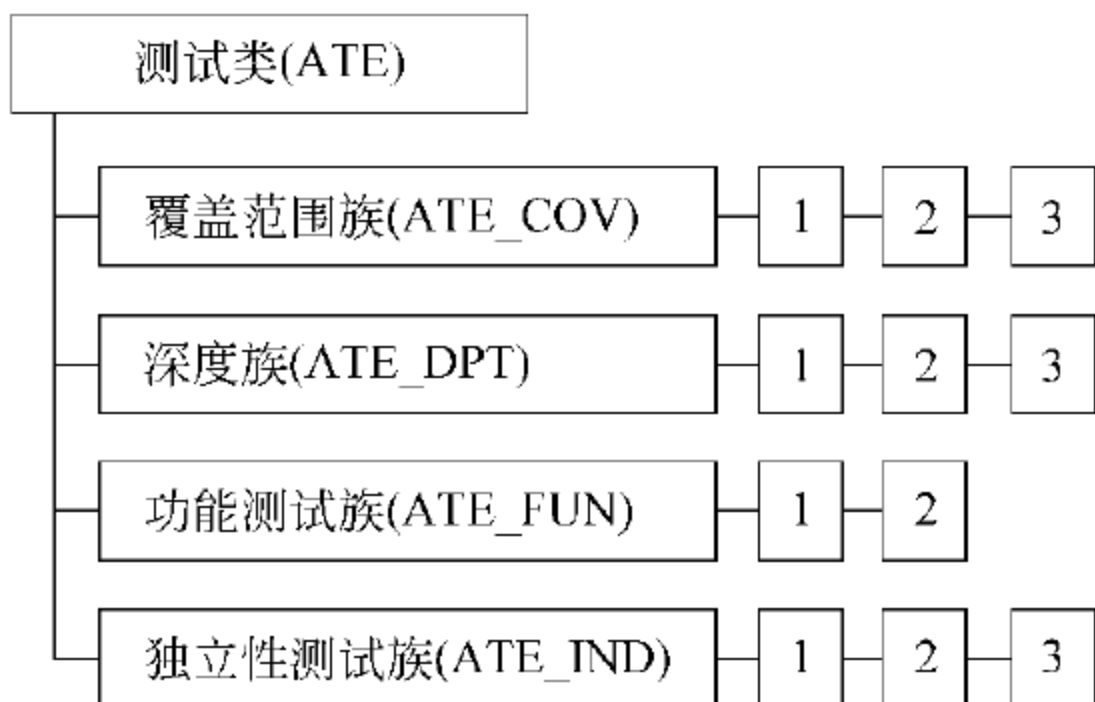 测试类(ATE)
覆盖范围族(ATE_COV) 1 2 3
深度族(ATE_DPT) 1 2 3
功能测试族(ATE_FUN) 1 2
独立性测试族(ATE_IND) 1 2 3